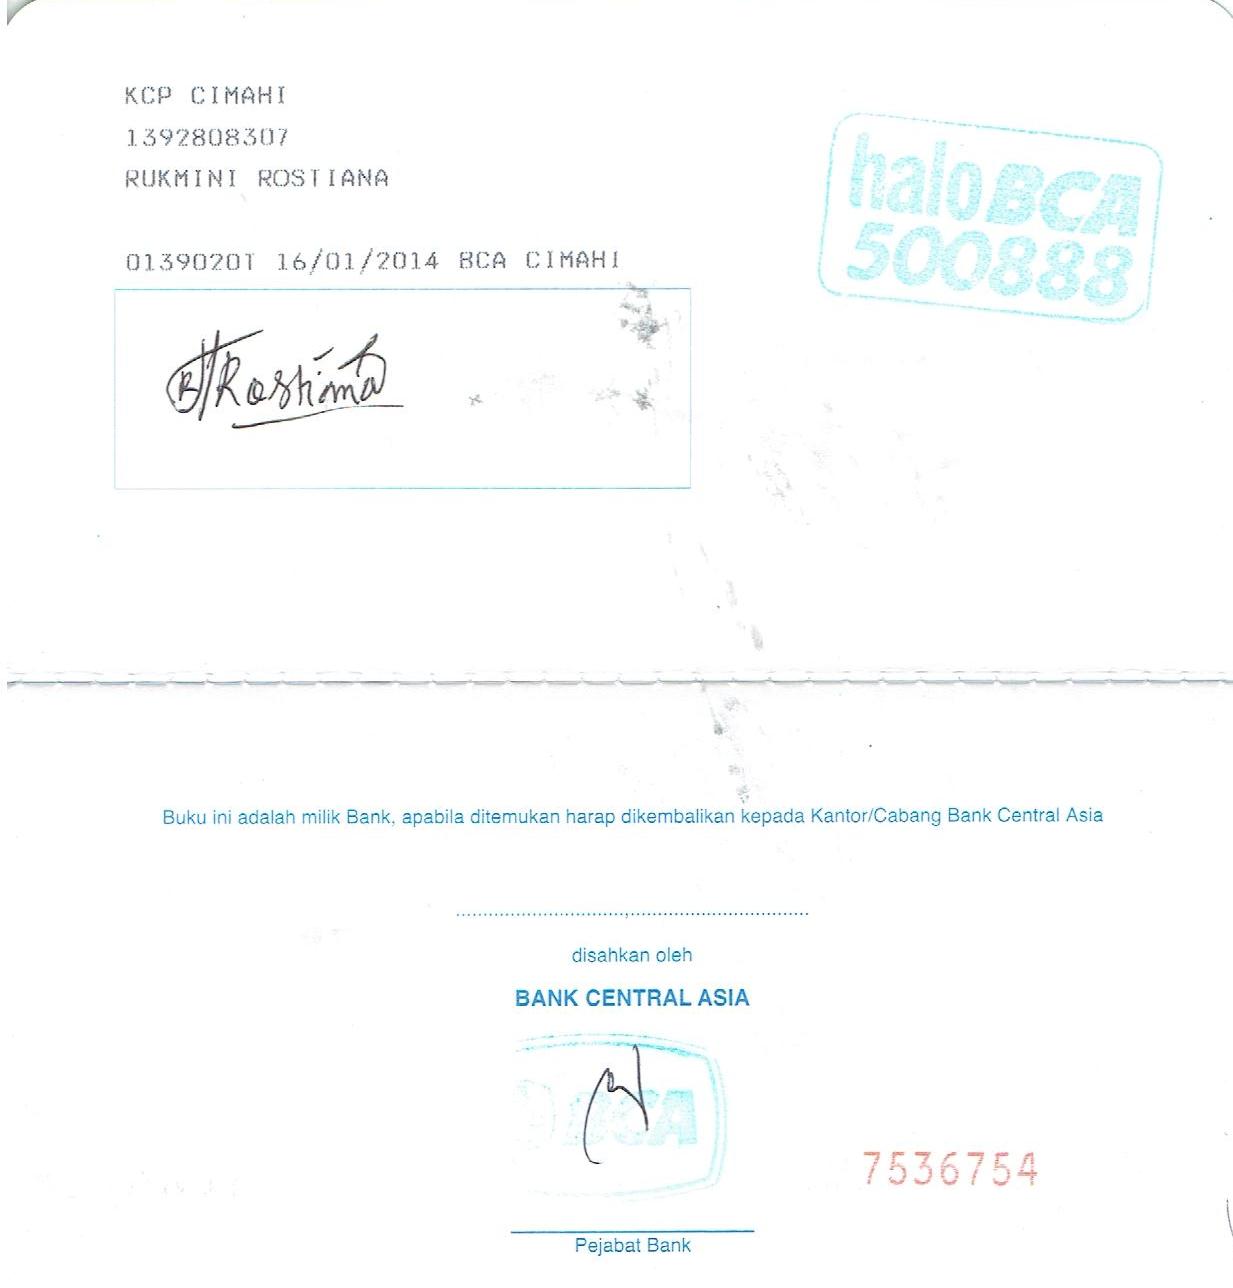 KCP CIMAHI
1392808307
RUKMINI ROSTIANA
halo BCA
500888
0139020T 16/01/2014 BCA CIMAHI
Rostiana
Buku ini adalah milik Bank, apabila ditemukan harap dikembalikan kepada Kantor/Cabang Bank Central Asia
disahkan oleh
BANK CENTRAL ASIA
BCA
7536754
Pejabat Bank